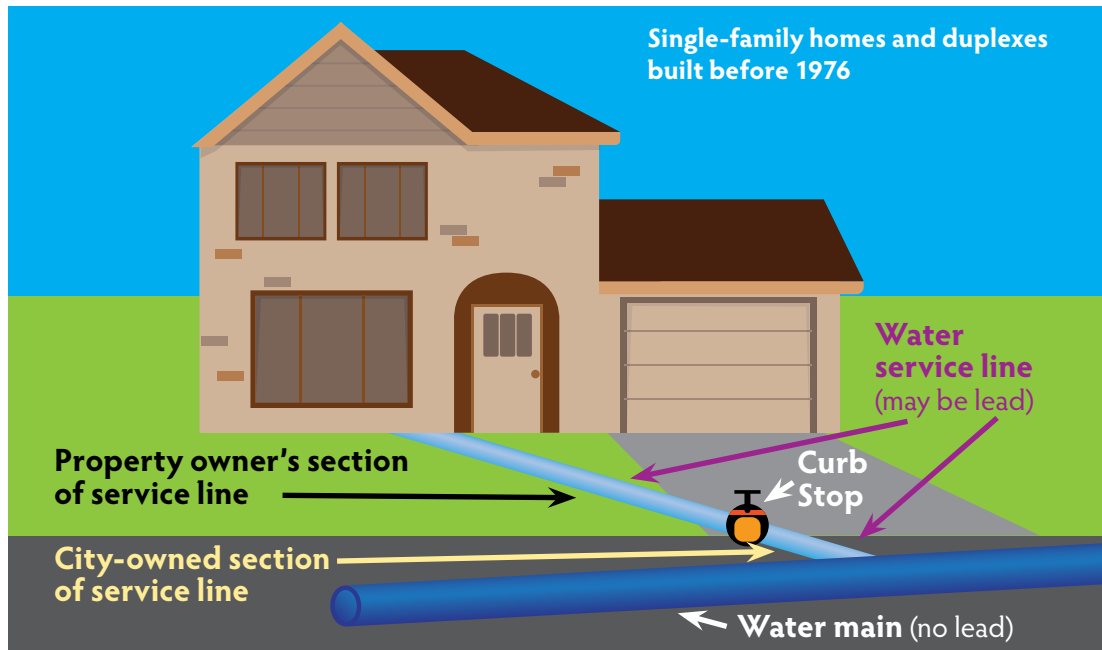 Single-family homes and duplexes
built before 1976
Water
service line
(may be lead)
Property owner's section
of service line
Curb
Stop
City-owned section
of service line
Water main (no lead)